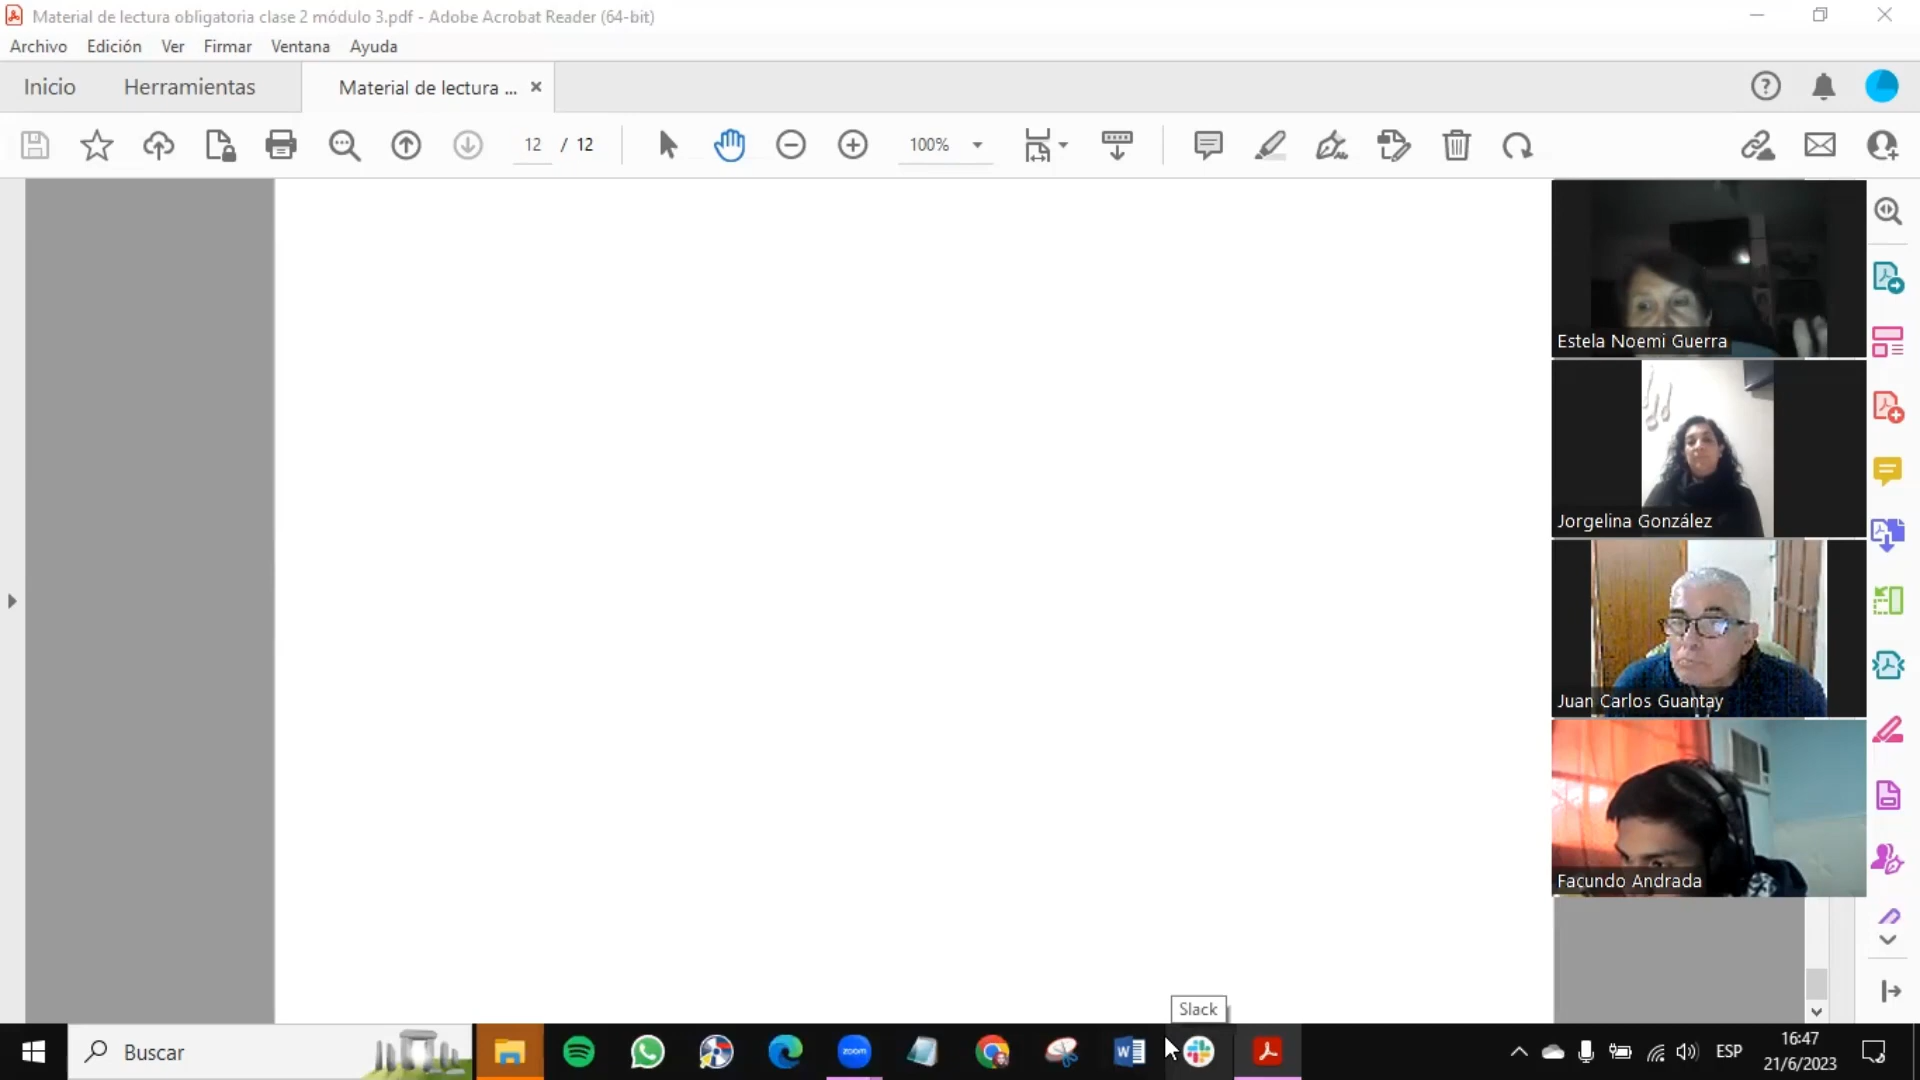 Material de lectura obligatoria clase 2 módulo 3.pdf - Adobe Acrobat Reader (64-bit)
Archivo Edición Ver Firmar Ventana Ayuda
Inicio Herramientas Material de lectura ...
12 / 12 100%
Estela Noemi Guerra
Jorgelina González
Juan Carlos Guantay
Facundo Andrada
Slack
Buscar
zoom
W
ESP
16:47
21/6/2023